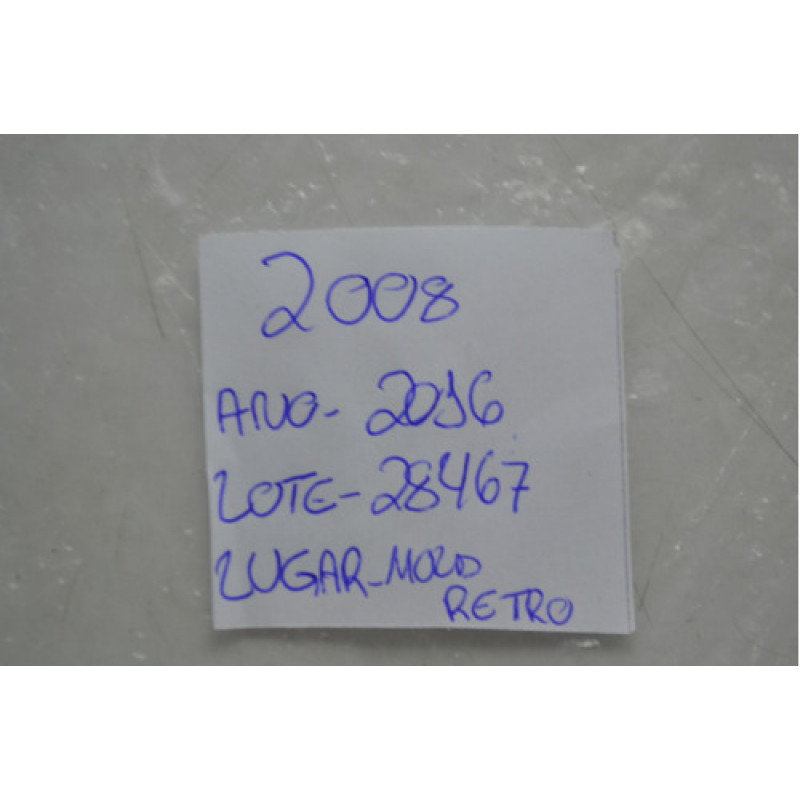 2008
ANO- 2016
LOTE-28467
LUGAR-MOLD
RETRO